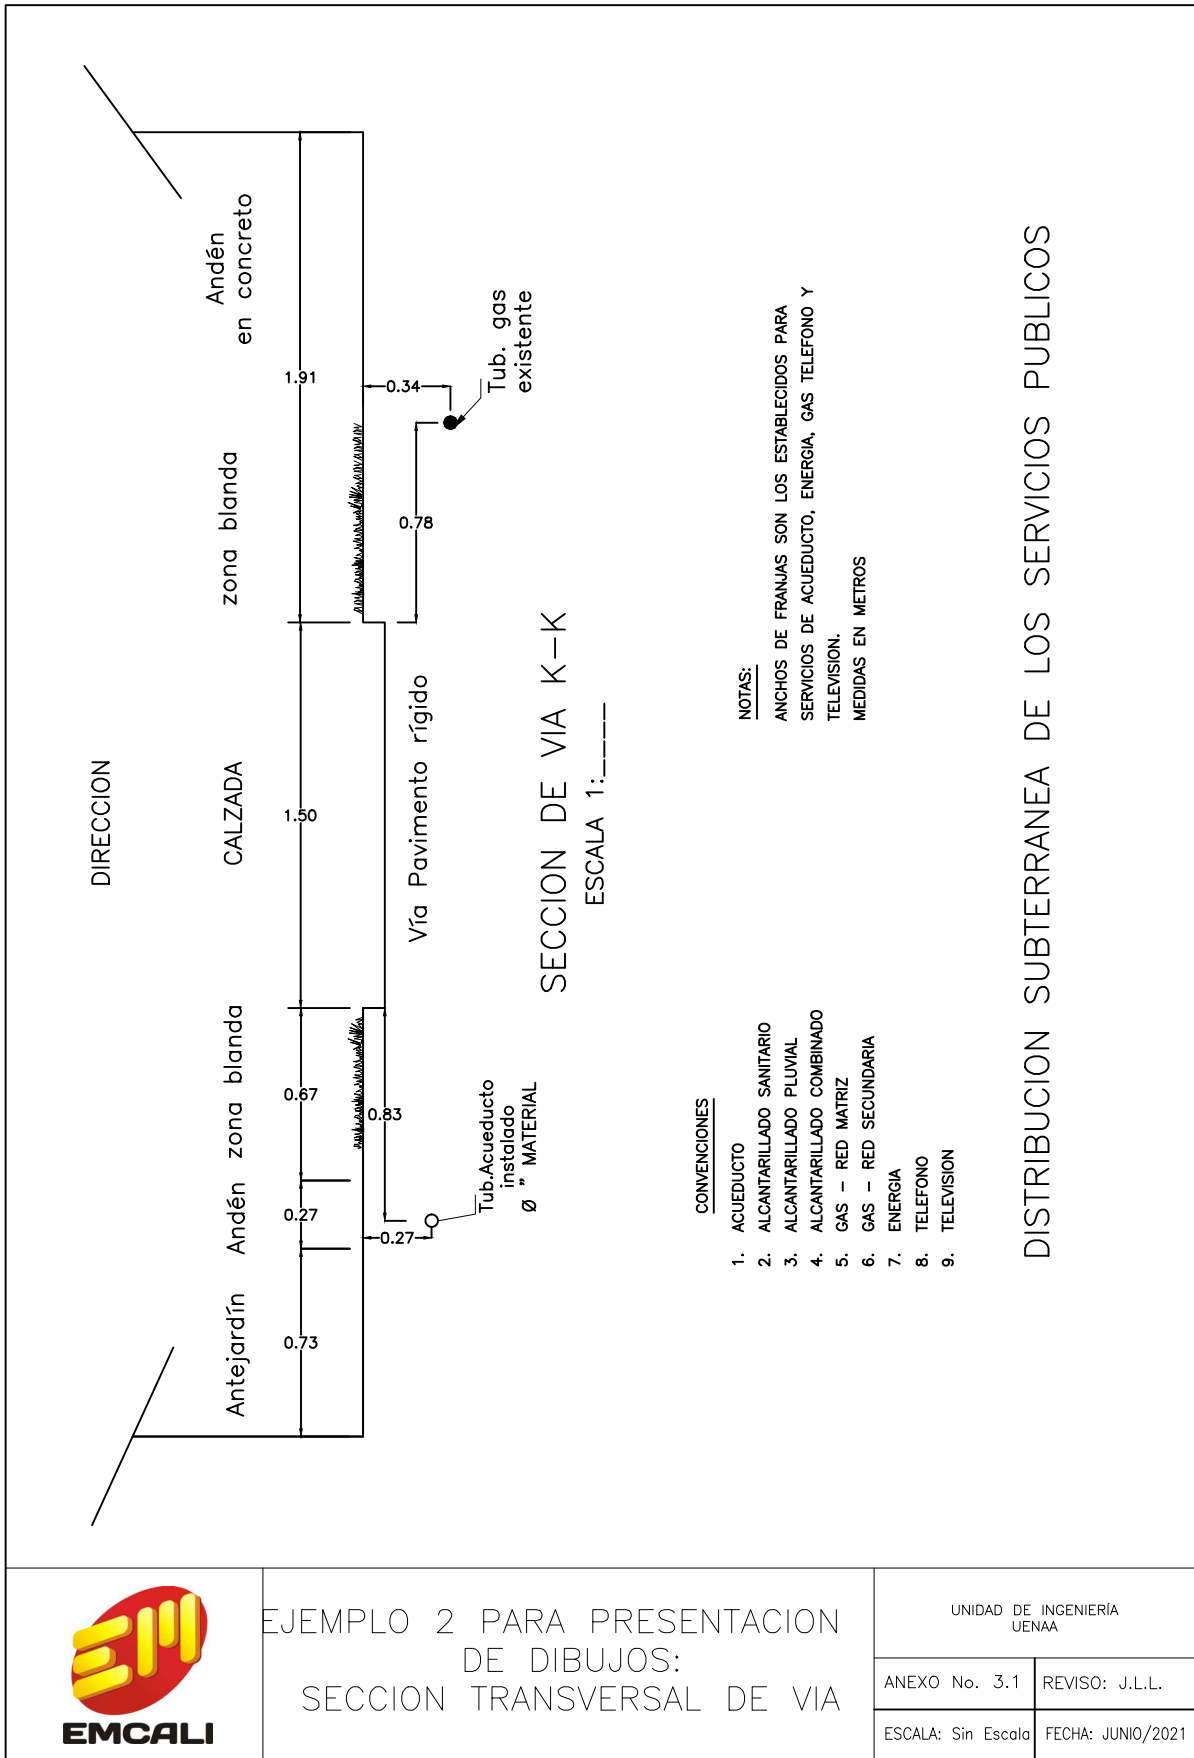 DIRECCION
Antejardín
Andén
zona blanda
CALZADA
zona blanda
Andén
en concreto
0.73
0.27
0.67
1.50
1.91
0.27
0.83
0.78
0.34
Tub.Acueducto
instalado
Ø " MATERIAL
Vía Pavimento rígido
Tub. gas
existente
SECCION DE VIA K-K
ESCALA 1:____
CONVENCIONES
1. ACUEDUCTO
2. ALCANTARILLADO SANITARIO
3. ALCANTARILLADO PLUVIAL
4. ALCANTARILLADO COMBINADO
5. GAS - RED MATRIZ
6. GAS - RED SECUNDARIA
7. ENERGIA
8. TELEFONO
9. TELEVISION
NOTAS:
ANCHOS DE FRANJAS SON LOS ESTABLECIDOS PARA
SERVICIOS DE ACUEDUCTO, ENERGIA, GAS TELEFONO Y
TELEVISION.
MEDIDAS EN METROS
DISTRIBUCION SUBTERRANEA DE LOS SERVICIOS PUBLICOS
EM
EMCALI
EJEMPLO 2 PARA PRESENTACION
DE DIBUJOS:
SECCION TRANSVERSAL DE VIA
UNIDAD DE INGENIERÍA
UENAA
ANEXO No. 3.1
REVISO: J.L.L.
ESCALA: Sin Escala
FECHA: JUNIO/2021